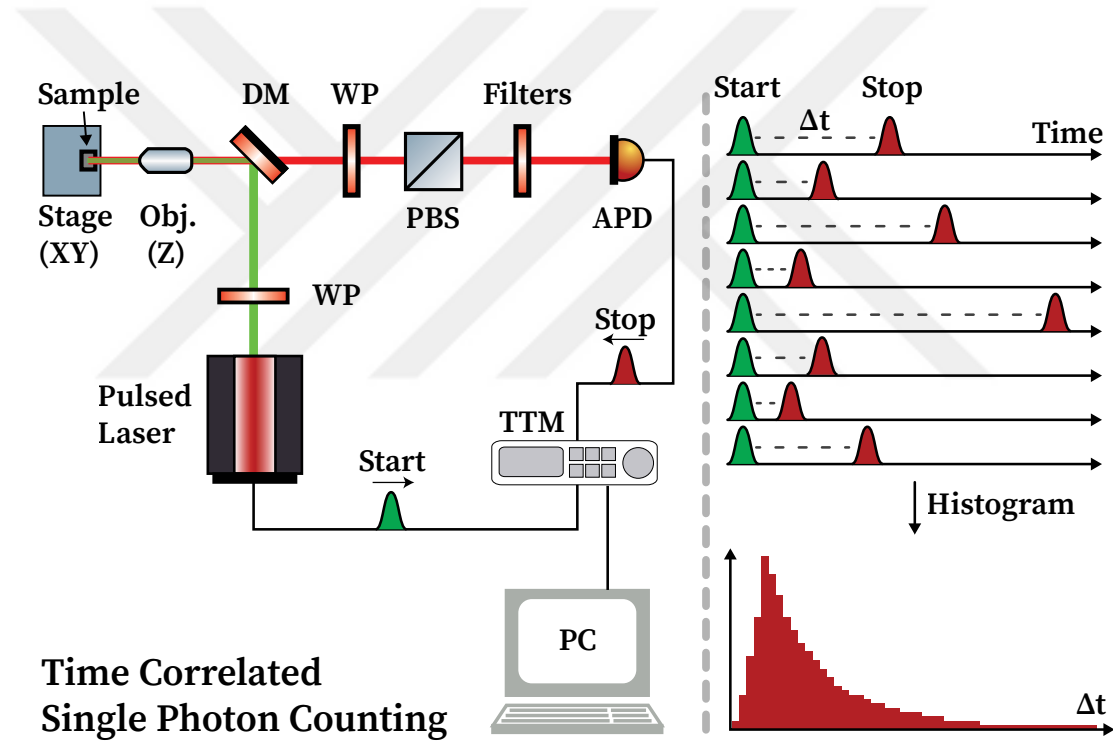 Sample
DM
WP
Filters
Stage
(XY)
Obj.
(Z)
PBS
APD
WP
Pulsed
Laser
Start
Stop
TTM
PC
Time Correlated
Single Photon Counting
Start
Stop
Δt
Time
Histogram
Δt